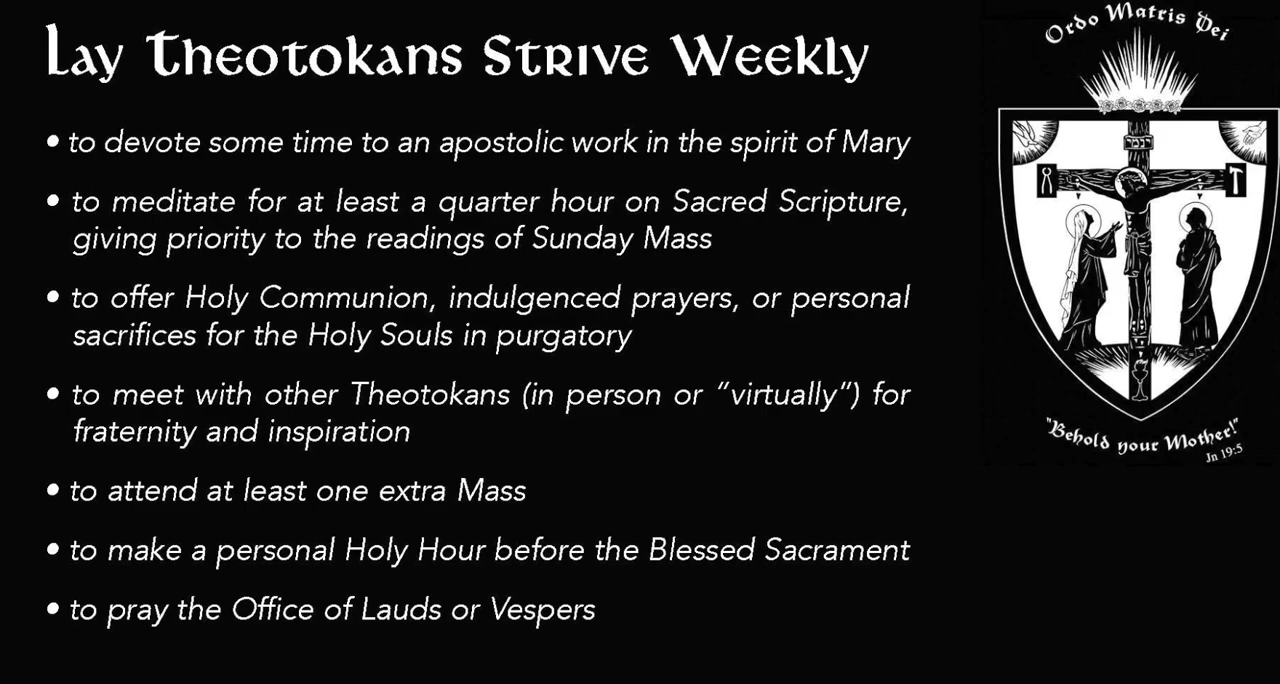 Lay Theotokans Strive Weekly
• to devote some time to an apostolic work in the spirit of Mary
• to meditate for at least a quarter hour on Sacred Scripture,
giving priority to the readings of Sunday Mass
• to offer Holy Communion, indulgenced prayers, or personal
sacrifices for the Holy Souls in purgatory
• to meet with other Theotokans (in person or “virtually”) for
fraternity and inspiration
• to attend at least one extra Mass
• to make a personal Holy Hour before the Blessed Sacrament
• to pray the Office of Lauds or Vespers
Ordo Matris Dei
"Behold your Mother!"
Jn 19:5